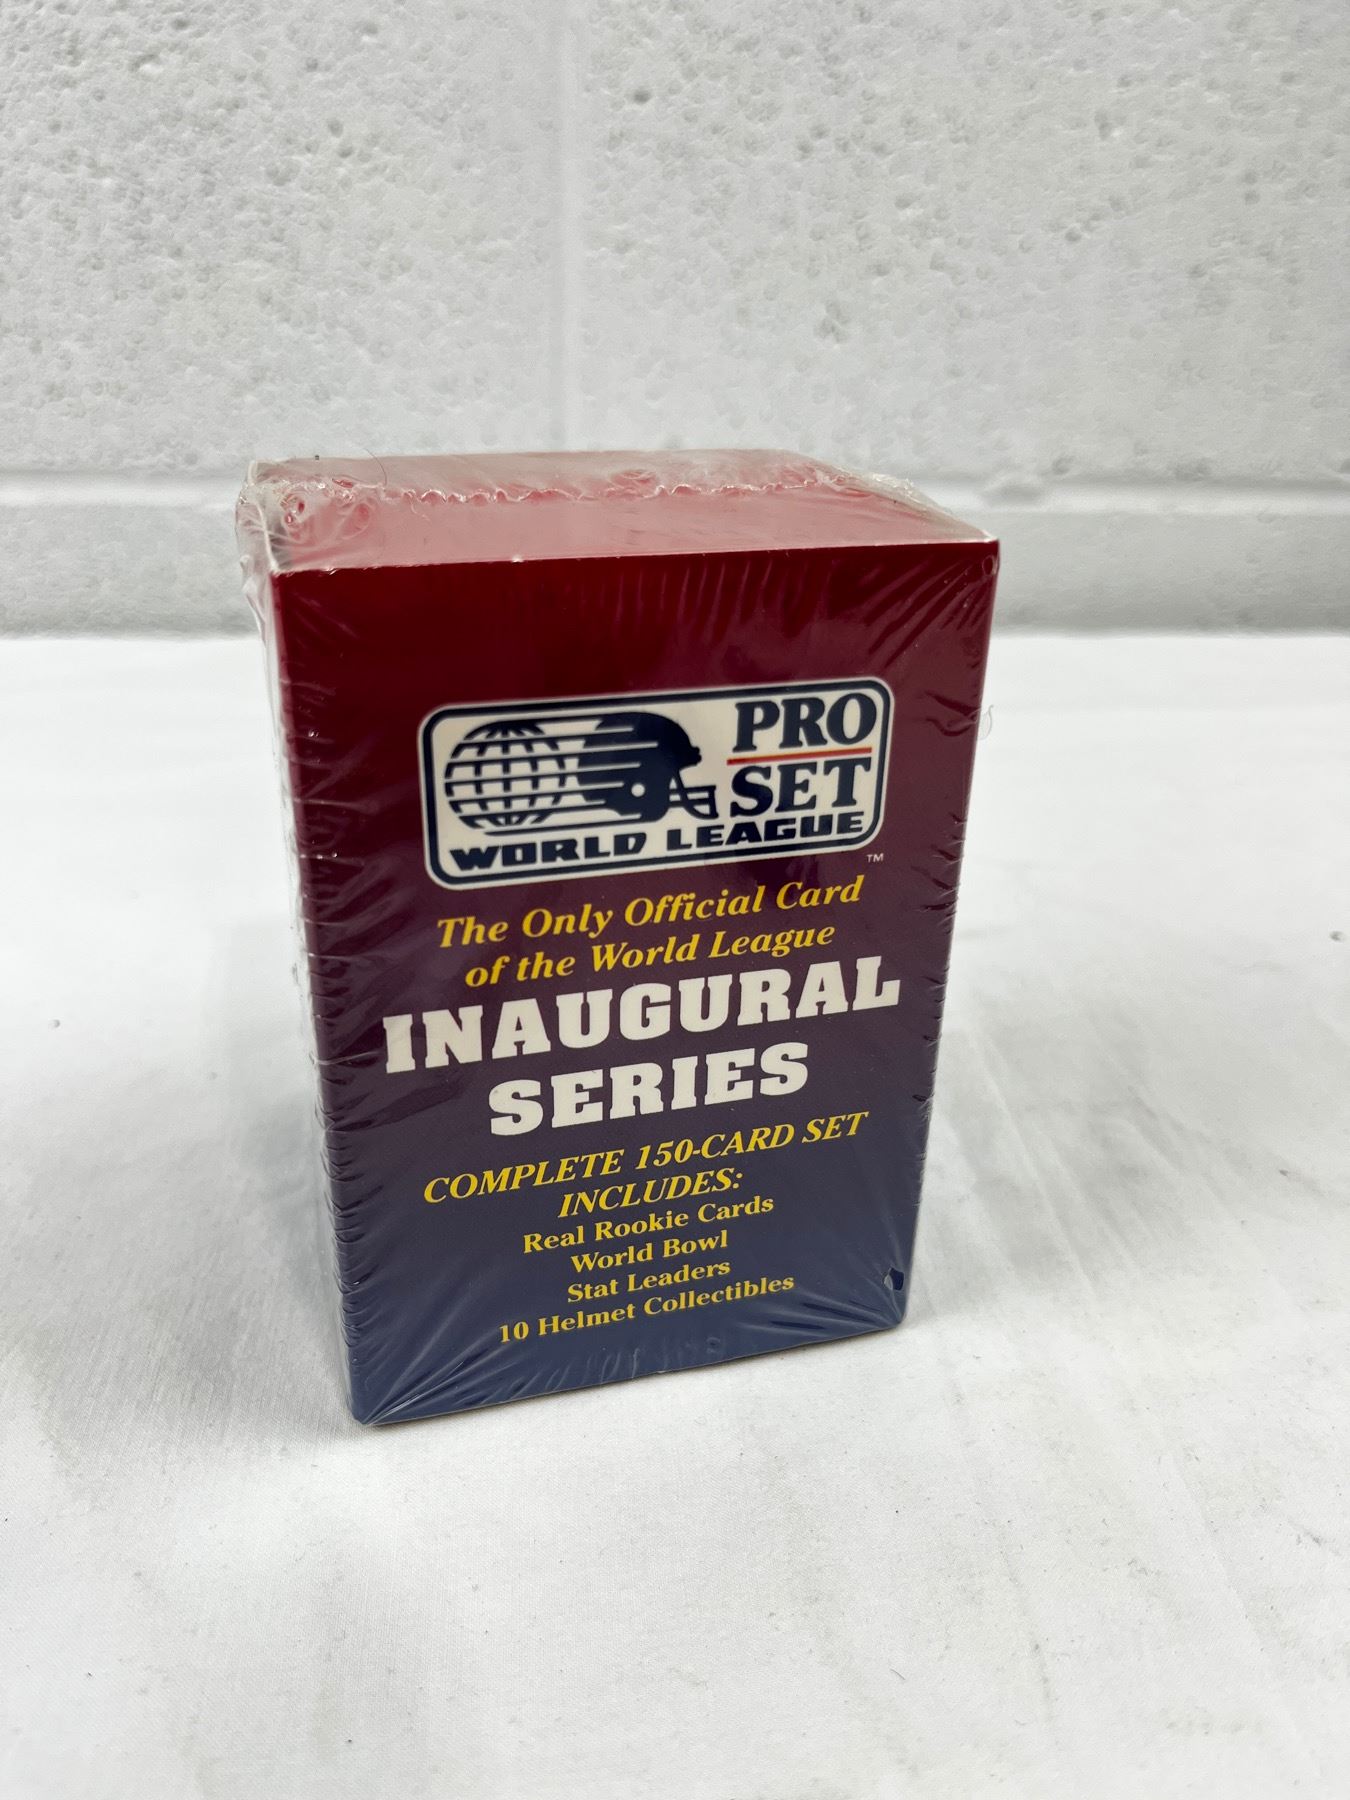 PRO
SET
WORLD LEAGUE
TM
The Only Official Card
of the World League
INAUGURAL
SERIES
COMPLETE 150-CARD SET
INCLUDES:
Real Rookie Cards
World Bowl
Stat Leaders
10 Helmet Collectibles